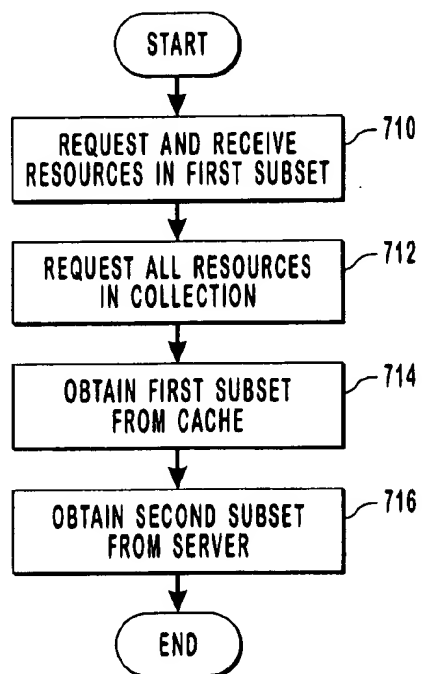 START
REQUEST AND RECEIVE
RESOURCES IN FIRST SUBSET
710
REQUEST ALL RESOURCES
IN COLLECTION
712
OBTAIN FIRST SUBSET
FROM CACHE
714
OBTAIN SECOND SUBSET
FROM SERVER
716
END